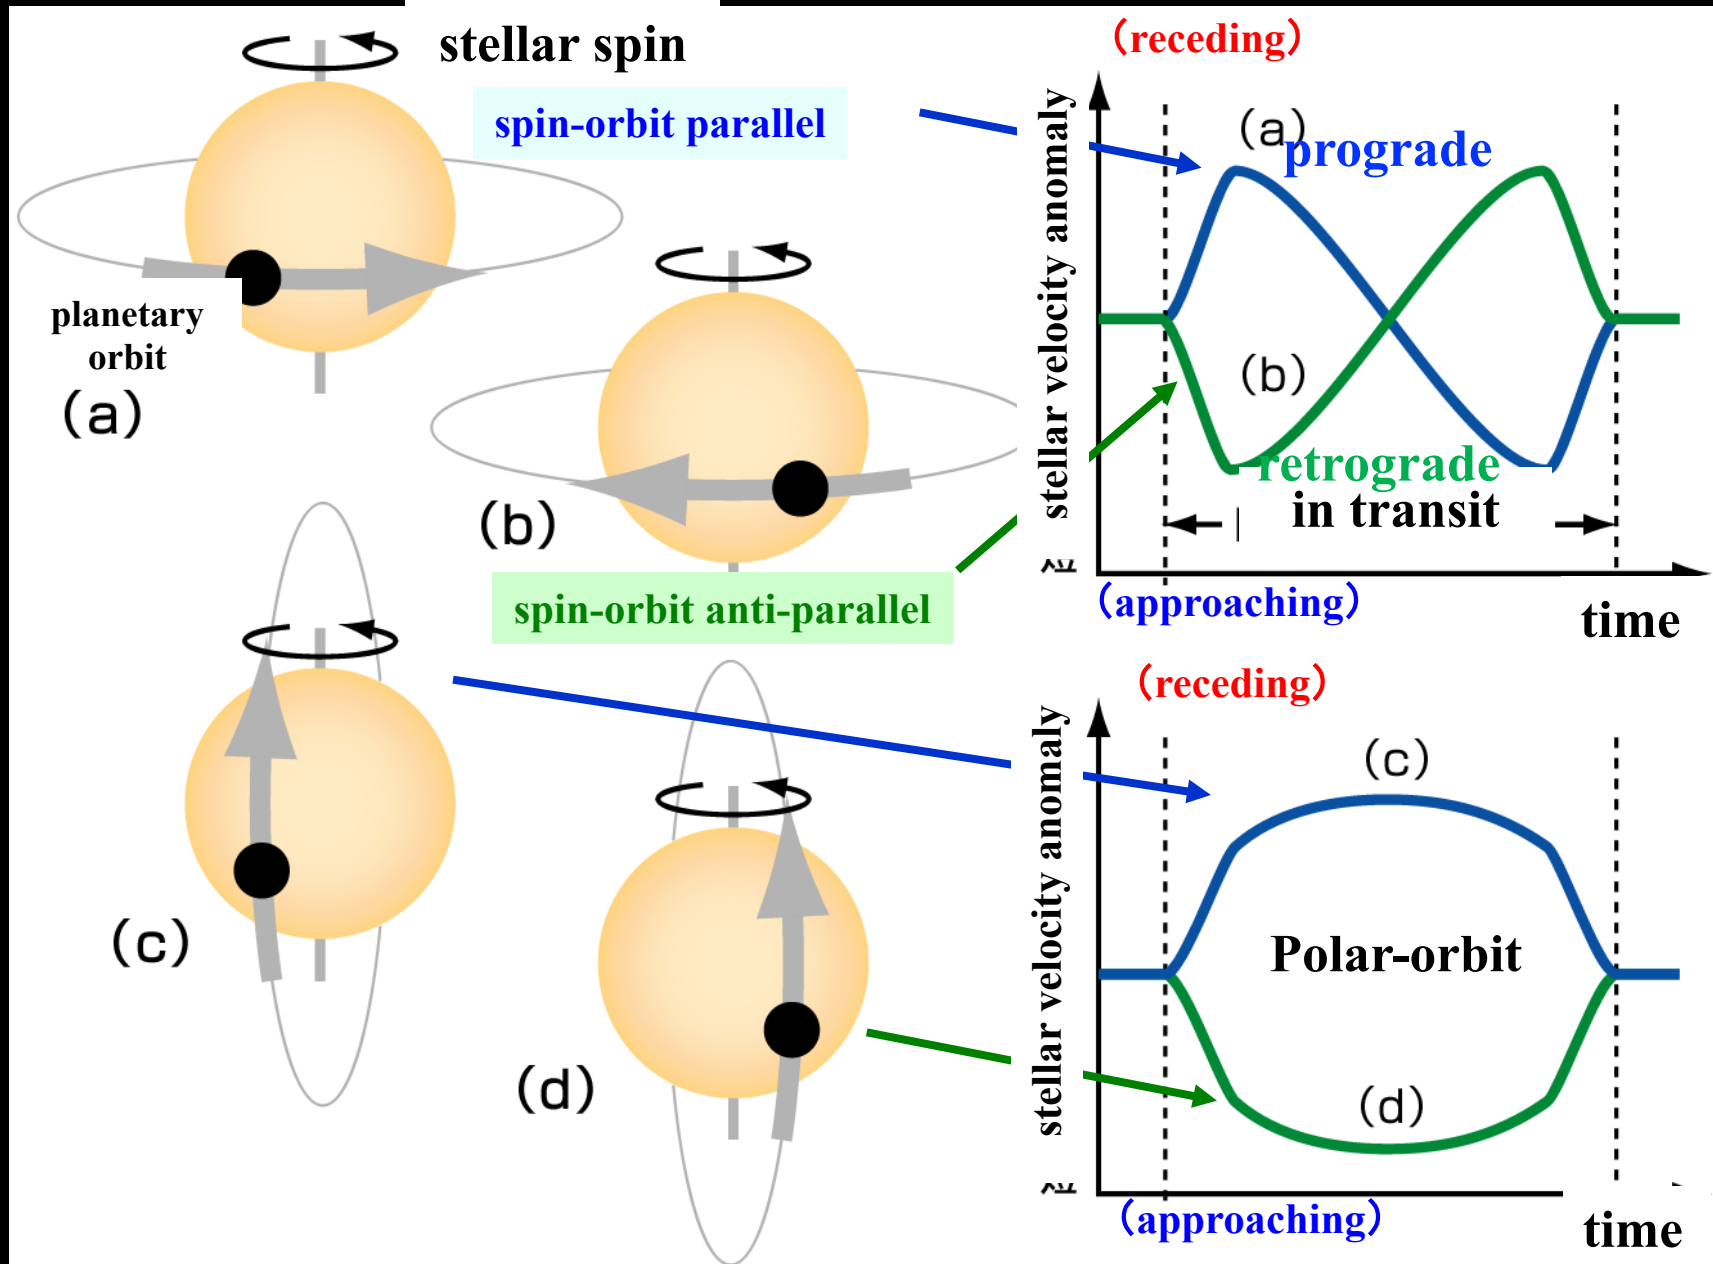 stellar spin
spin-orbit parallel
planetary
orbit
(a)
(b)
spin-orbit anti-parallel
(c)
(d)
(receding)
stellar velocity anomaly
(a)
prograde
(b)
retrograde
in transit
(approaching)
time
(receding)
stellar velocity anomaly
(c)
Polar-orbit
(d)
(approaching)
time